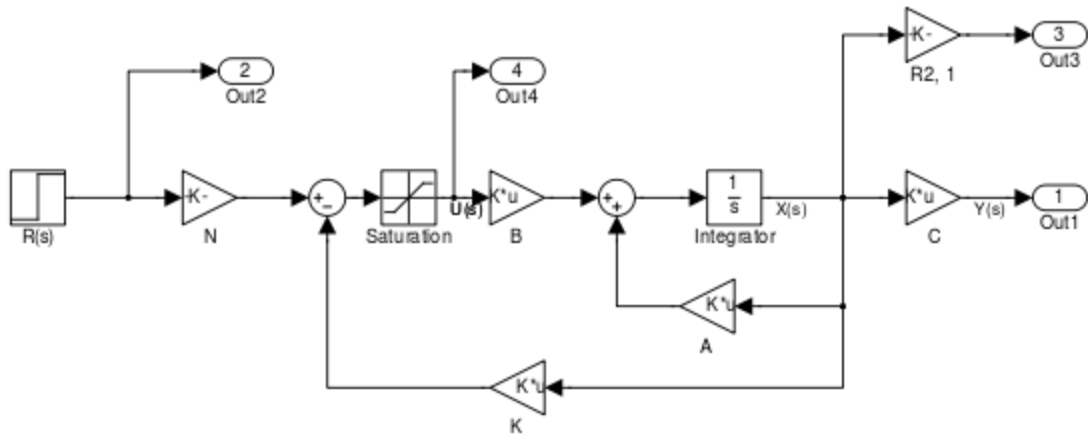 -K-
R2, 1
3
Out3
2
Out2
4
Out4
R(s)
-K-
N
+
−
Saturation
U(s)
K*u
B
+
+
1
s
Integrator
X(s)
K*u
C
Y(s)
1
Out1
K*u
A
K*u
K